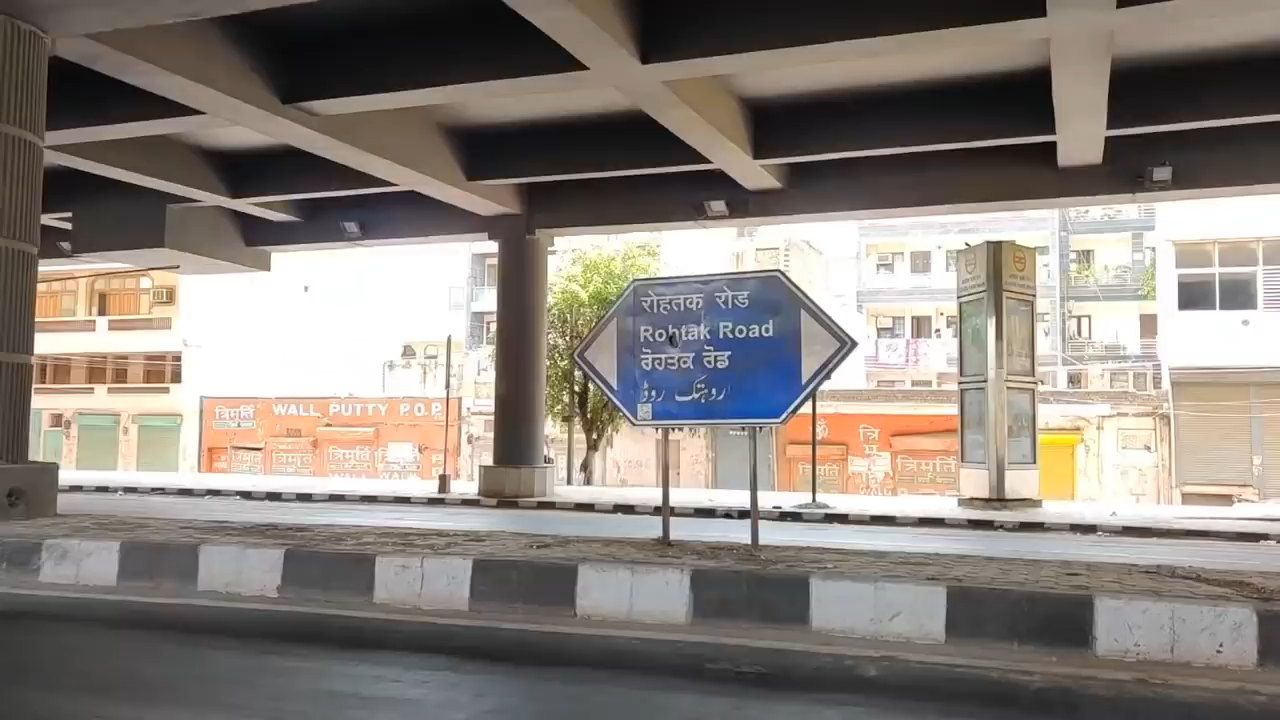 रोहतक रोड
Rohtak Road
ਰੋਹਤਕ ਰੋਡ
روہتک روڈ
त्रिमूर्ति WALL PUTTY P.O.P.
त्रिमूर्ति त्रिमूर्ति त्रिमूर्ति
ॐ
त्रिमूर्ति त्रिमूर्ति